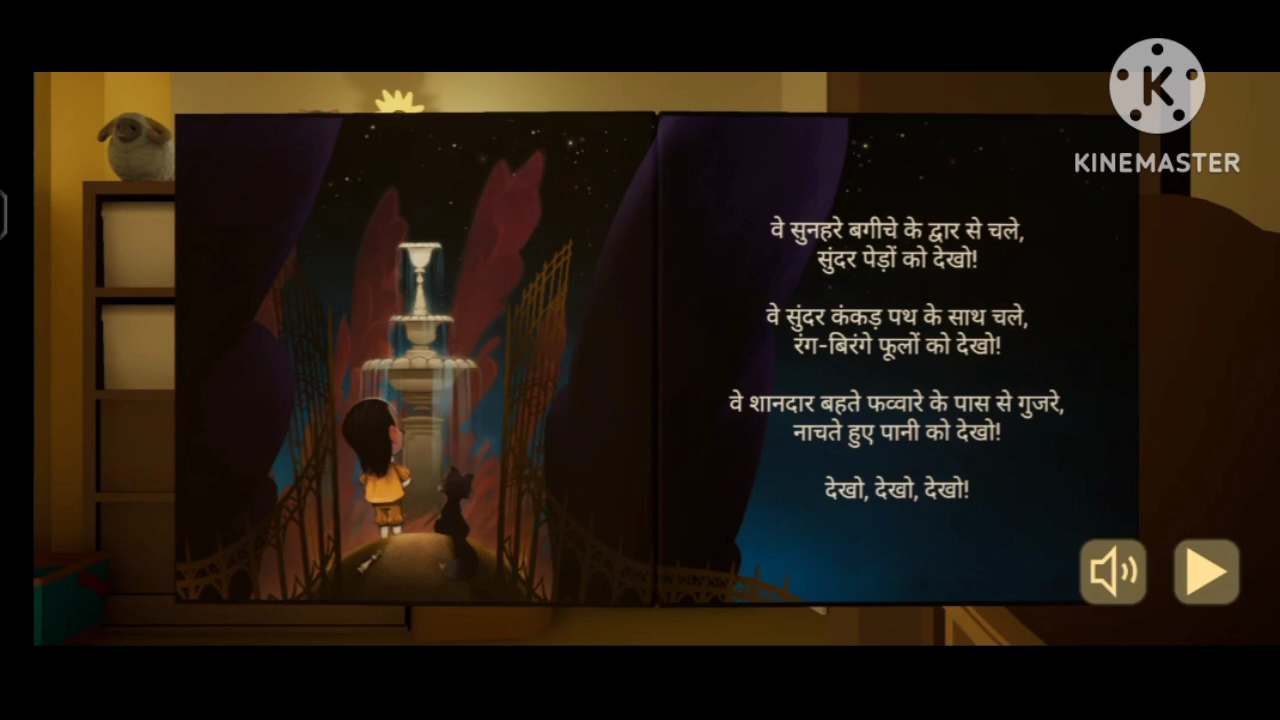 KINEMASTER
वे सुनहरे बगीचे के द्वार से चले,
सुंदर पेड़ों को देखो!
वे सुंदर कंकड़ पथ के साथ चले,
रंग-बिरंगे फूलों को देखो!
वे शानदार बहते फव्वारे के पास से गुजरे,
नाचते हुए पानी को देखो!
देखो, देखो, देखो!